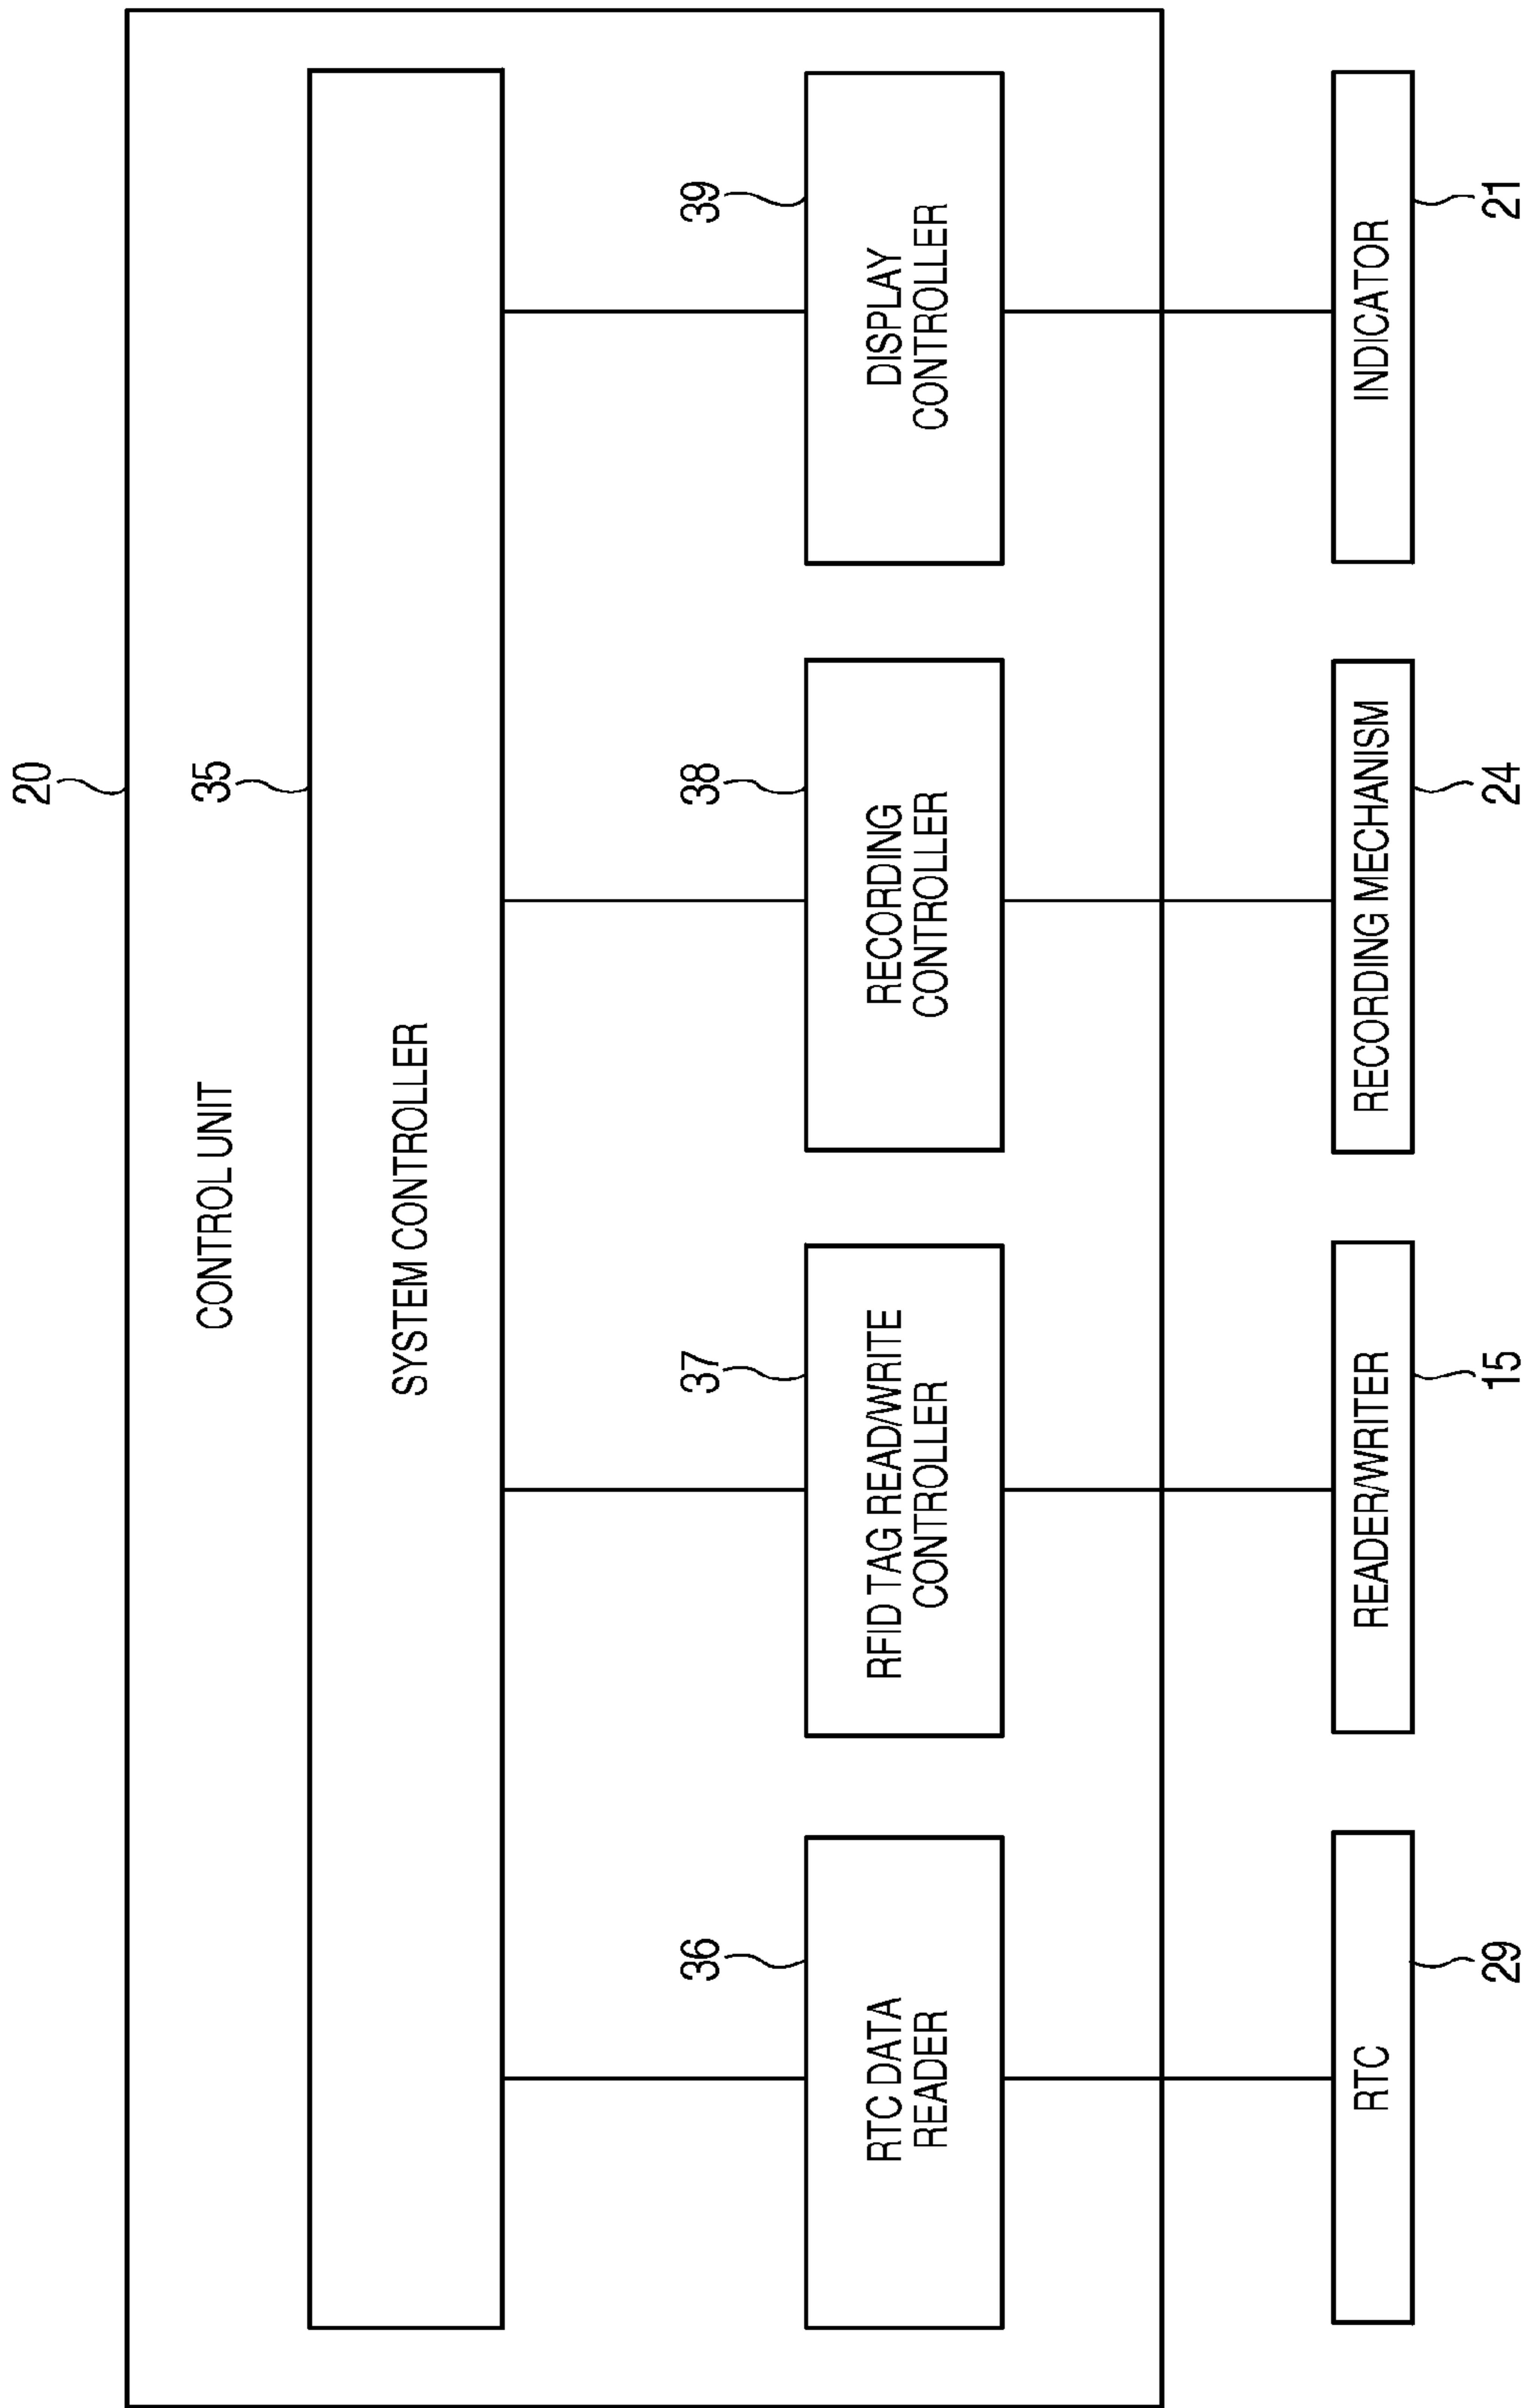 20
CONTROL UNIT
35
SYSTEM CONTROLLER
36
37
38
39
RTC DATA
READER
RFID TAG READ/WRITE
CONTROLLER
RECORDING
CONTROLLER
DISPLAY
CONTROLLER
RTC
READER/WRITER
RECORDING MECHANISM
INDICATOR
29
15
24
21